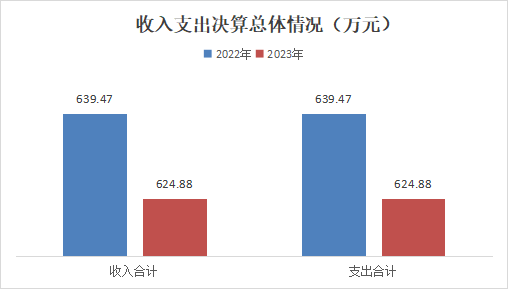 收入支出决算总体情况（万元）
2022年 2023年
639.47 639.47
624.88 624.88
收入合计 支出合计